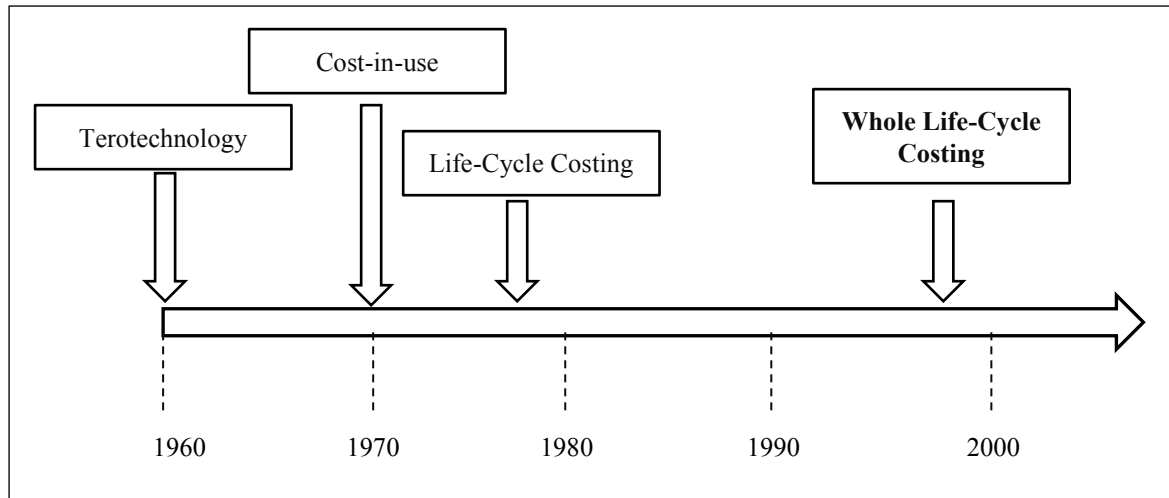 Cost-in-use
Terotechnology
Life-Cycle Costing
Whole Life-Cycle
Costing
1960
1970
1980
1990
2000